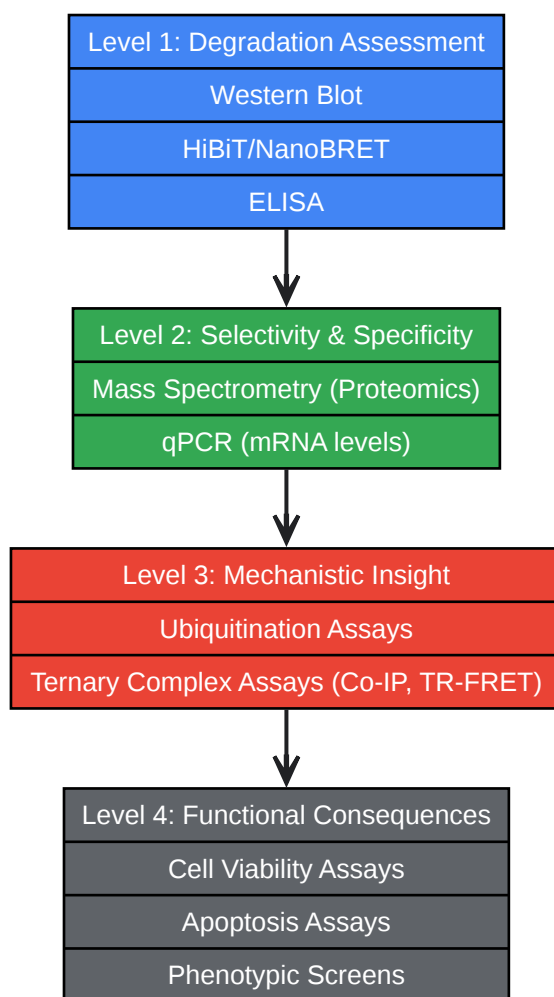 Level 1: Degradation Assessment
Western Blot
HiBiT/NanoBRET
ELISA
Level 2: Selectivity & Specificity
Mass Spectrometry (Proteomics)
qPCR (mRNA levels)
Level 3: Mechanistic Insight
Ubiquitination Assays
Ternary Complex Assays (Co-IP, TR-FRET)
Level 4: Functional Consequences
Cell Viability Assays
Apoptosis Assays
Phenotypic Screens